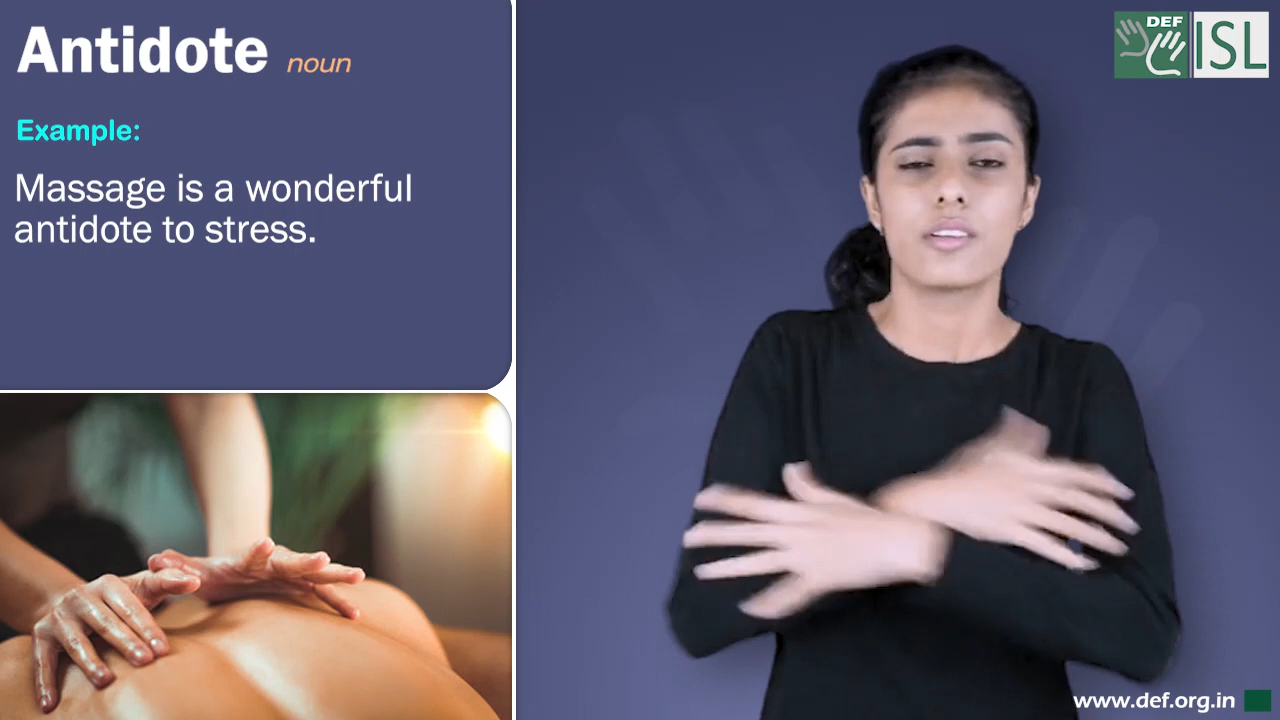 Antidote noun
Example:
Massage is a wonderful
antidote to stress.
DEF
ISL
www.def.org.in